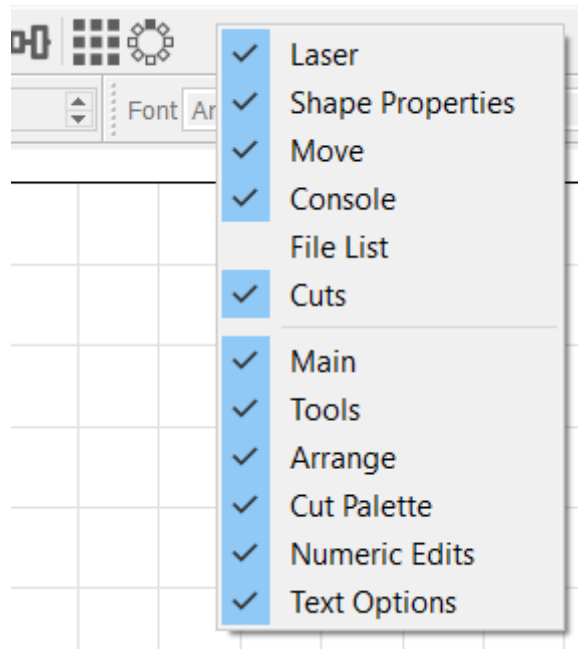 Font Ar
Laser
Shape Properties
Move
Console
File List
Cuts
Main
Tools
Arrange
Cut Palette
Numeric Edits
Text Options